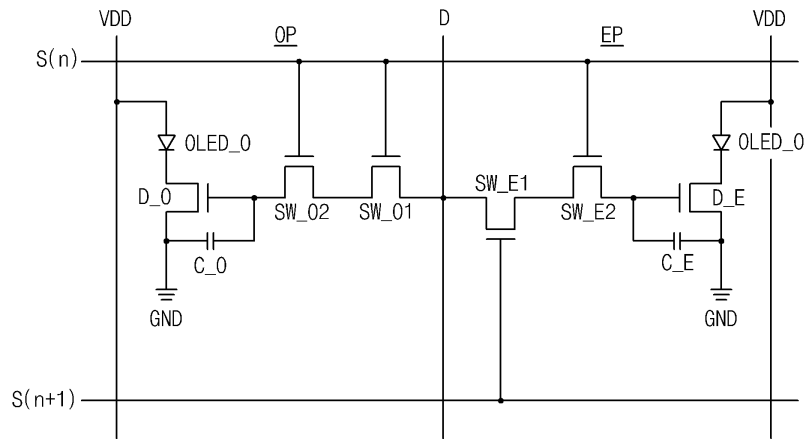 VDD
OP
D
EP
VDD
S(n)
OLED_O
OLED_O
D_O
SW_O2
SW_O1
SW_E1
SW_E2
D_E
C_O
C_E
GND
GND
S(n+1)